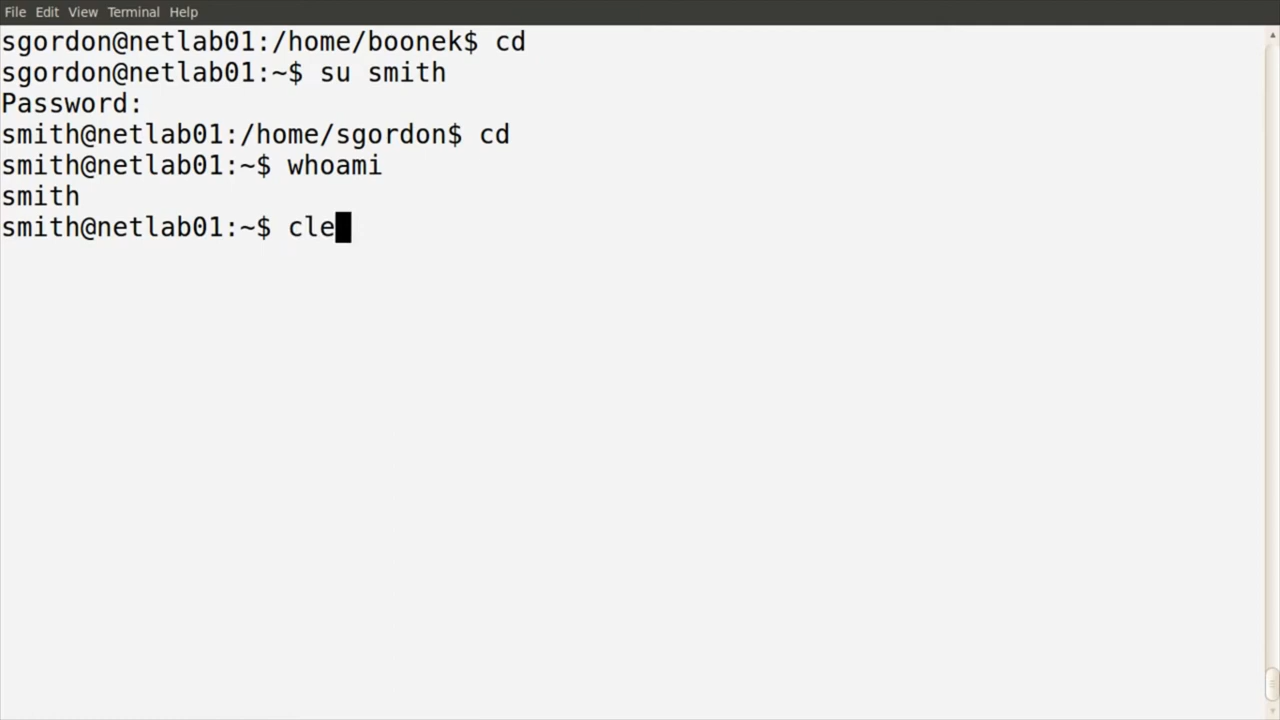 File Edit View Terminal Help
sgordon@netlab01:/home/boonek$ cd
sgordon@netlab01:~$ su smith
Password:
smith@netlab01:/home/sgordon$ cd
smith@netlab01:~$ whoami
smith
smith@netlab01:~$ cle